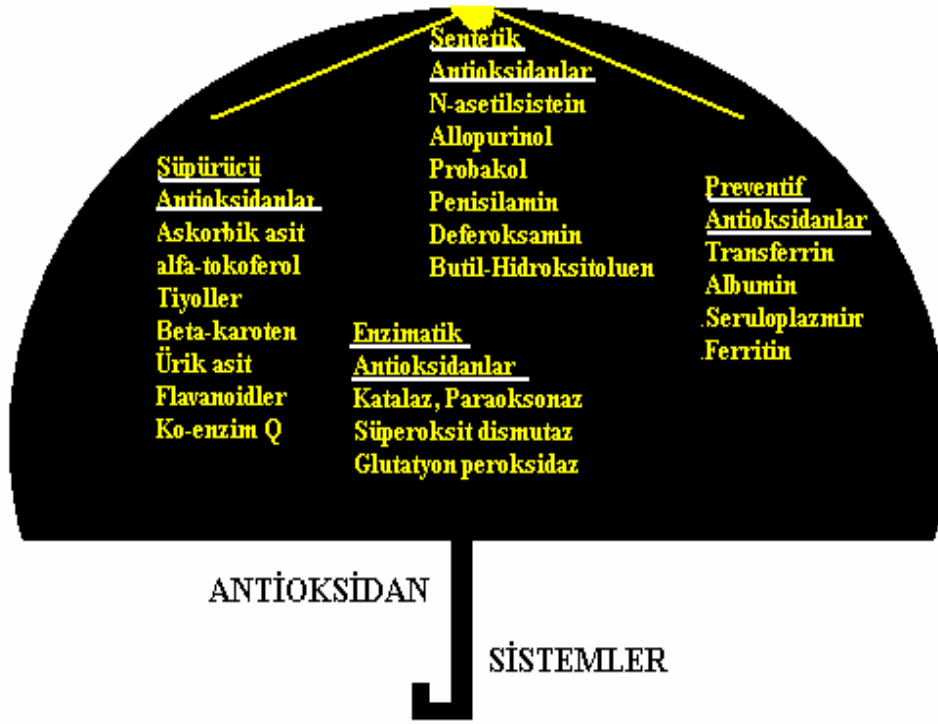 Sentetik
Antioksidanlar
N-asetilsistein
Allopurinol
Probakol
Penisilamin
Deferoksamin
Butil-Hidroksitoluen
Süpürücü
Antioksidanlar
Askorbik asit
alfa-tokoferol
Tiyoller
Beta-karoten
Ürik asit
Flavanoidler
Ko-enzim Q
Preventif
Antioksidanlar
Transferrin
Albumin
.Seruloplazmin
.Ferritin
Enzimatik
Antioksidanlar
Katalaz, Paraoksonaz
Süperoksit dismutaz
Glutatyon peroksidaz
ANTİOKSİDAN
SİSTEMLER